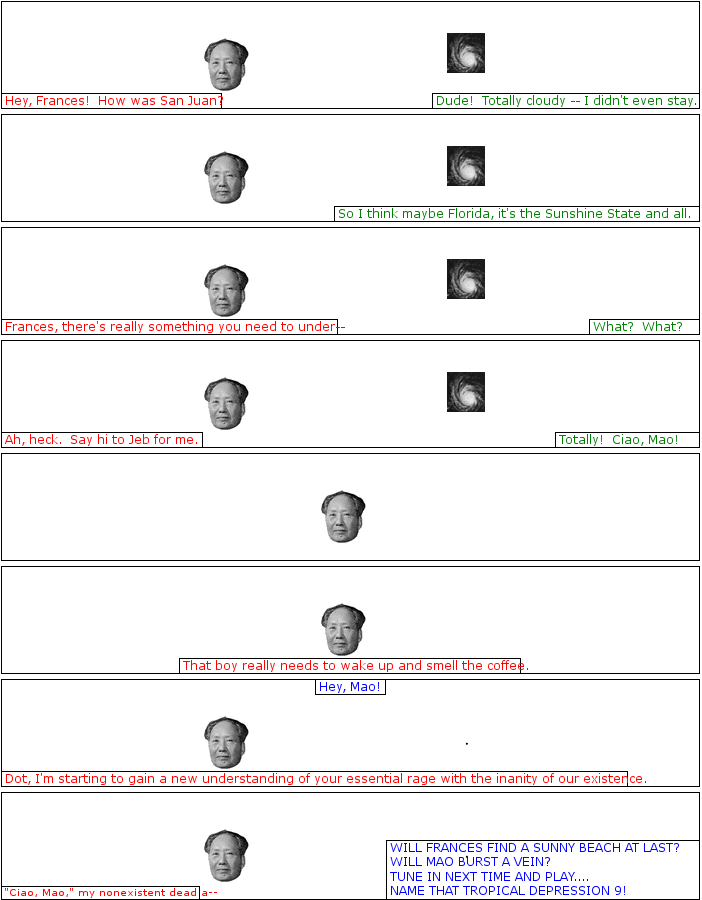 Hey, Frances!  How was San Juan?
Dude!  Totally cloudy -- I didn't even stay.
So I think maybe Florida, it's the Sunshine State and all.
Frances, there's really something you need to under--
What?  What?
Ah, heck.  Say hi to Jeb for me.
Totally!  Ciao, Mao!
That boy really needs to wake up and smell the coffee.
Hey, Mao!
Dot, I'm starting to gain a new understanding of your essential rage with the inanity of our existence.
"Ciao, Mao," my nonexistent dead a--
WILL FRANCES FIND A SUNNY BEACH AT LAST?
WILL MAO BURST A VEIN?
TUNE IN NEXT TIME AND PLAY....
NAME THAT TROPICAL DEPRESSION 9!